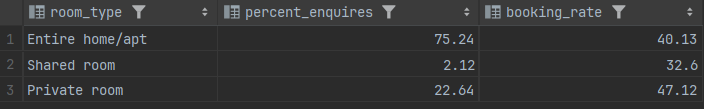 room_type percent_enquires booking_rate
1 Entire home/apt 75.24 40.13
2 Shared room 2.12 32.6
3 Private room 22.64 47.12